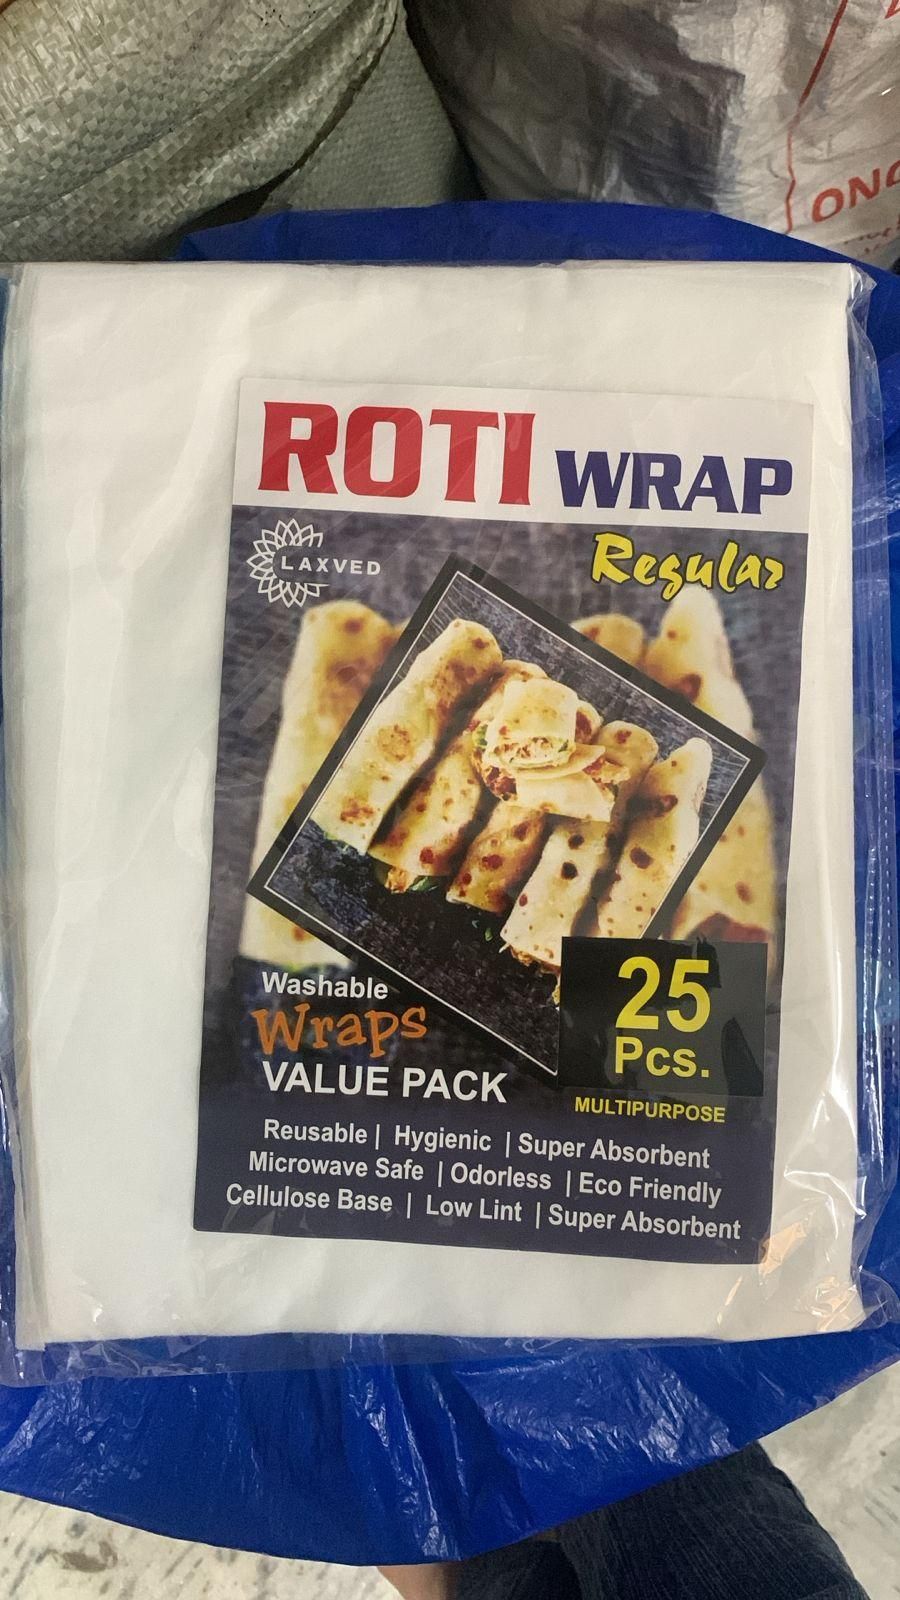 ONG
ROTI WRAP
LAXVED
Regular
Washable
Wraps
VALUE PACK
25
Pcs.
MULTIPURPOSE
Reusable | Hygienic | Super Absorbent
Microwave Safe | Odorless | Eco Friendly
Cellulose Base | Low Lint | Super Absorbent